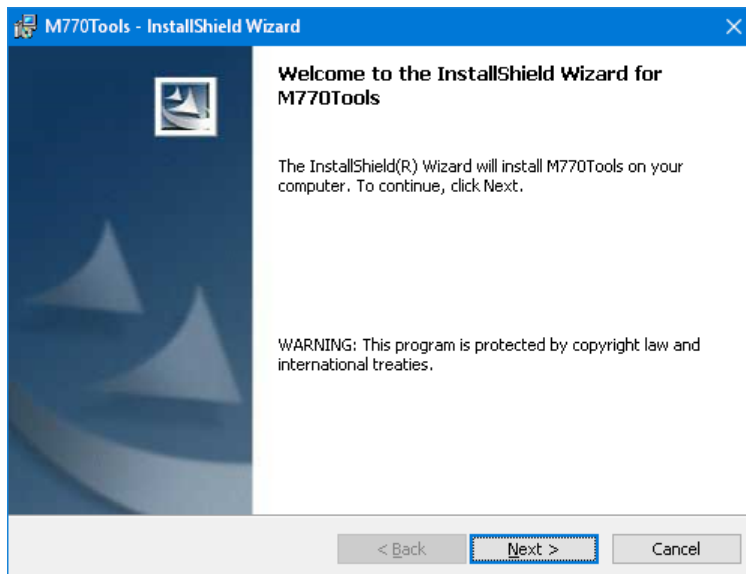 M770Tools - InstallShield Wizard
Welcome to the InstallShield Wizard for
M770Tools
The InstallShield(R) Wizard will install M770Tools on your
computer. To continue, click Next.
WARNING: This program is protected by copyright law and
international treaties.
< Back Next > Cancel